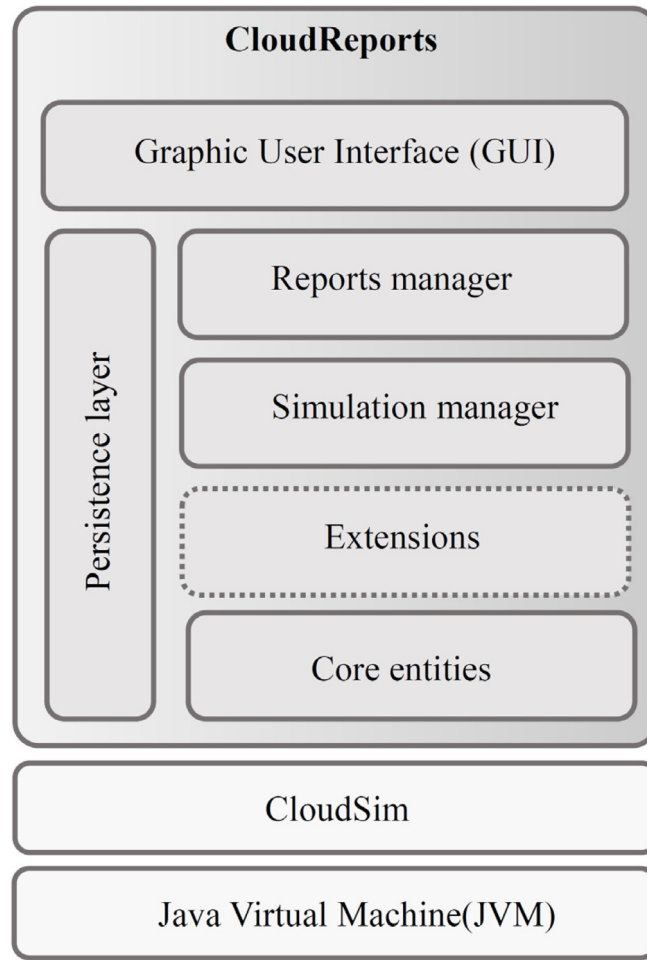 CloudReports
Graphic User Interface (GUI)
Persistence layer
Reports manager
Simulation manager
Extensions
Core entities
CloudSim
Java Virtual Machine(JVM)